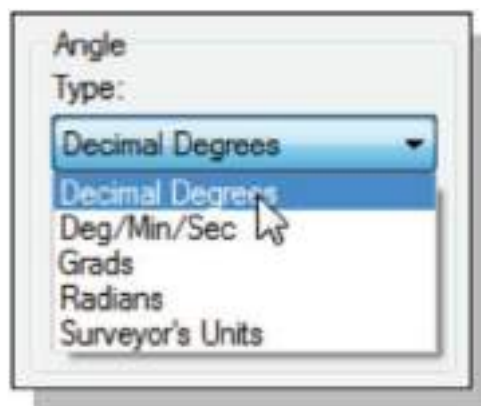 Angle
Type:
Decimal Degrees
Decimal Degrees
Deg/Min/Sec
Grads
Radians
Surveyor's Units